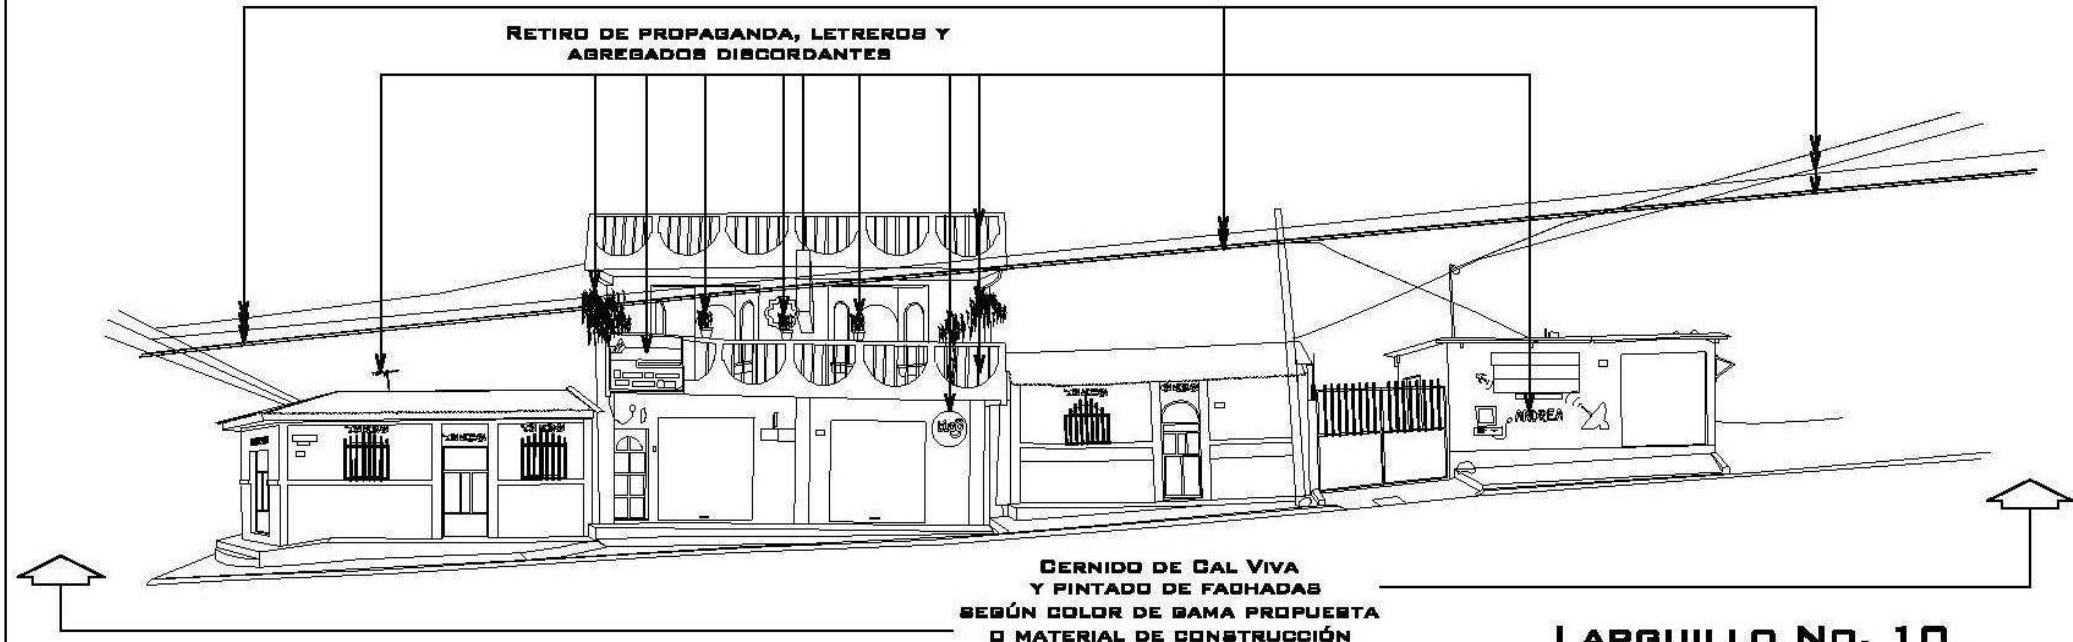 RETIRO DE PROPAGANDA, LETREROS Y
AGREGADOS DISCORDANTES
ANDREA
CERNIDO DE CAL VIVA
Y PINTADO DE FACHADAS
SEGÚN COLOR DE GAMA PROPUESTA
O MATERIAL DE CONSTRUCCIÓN
LARGUILLO NO. 10